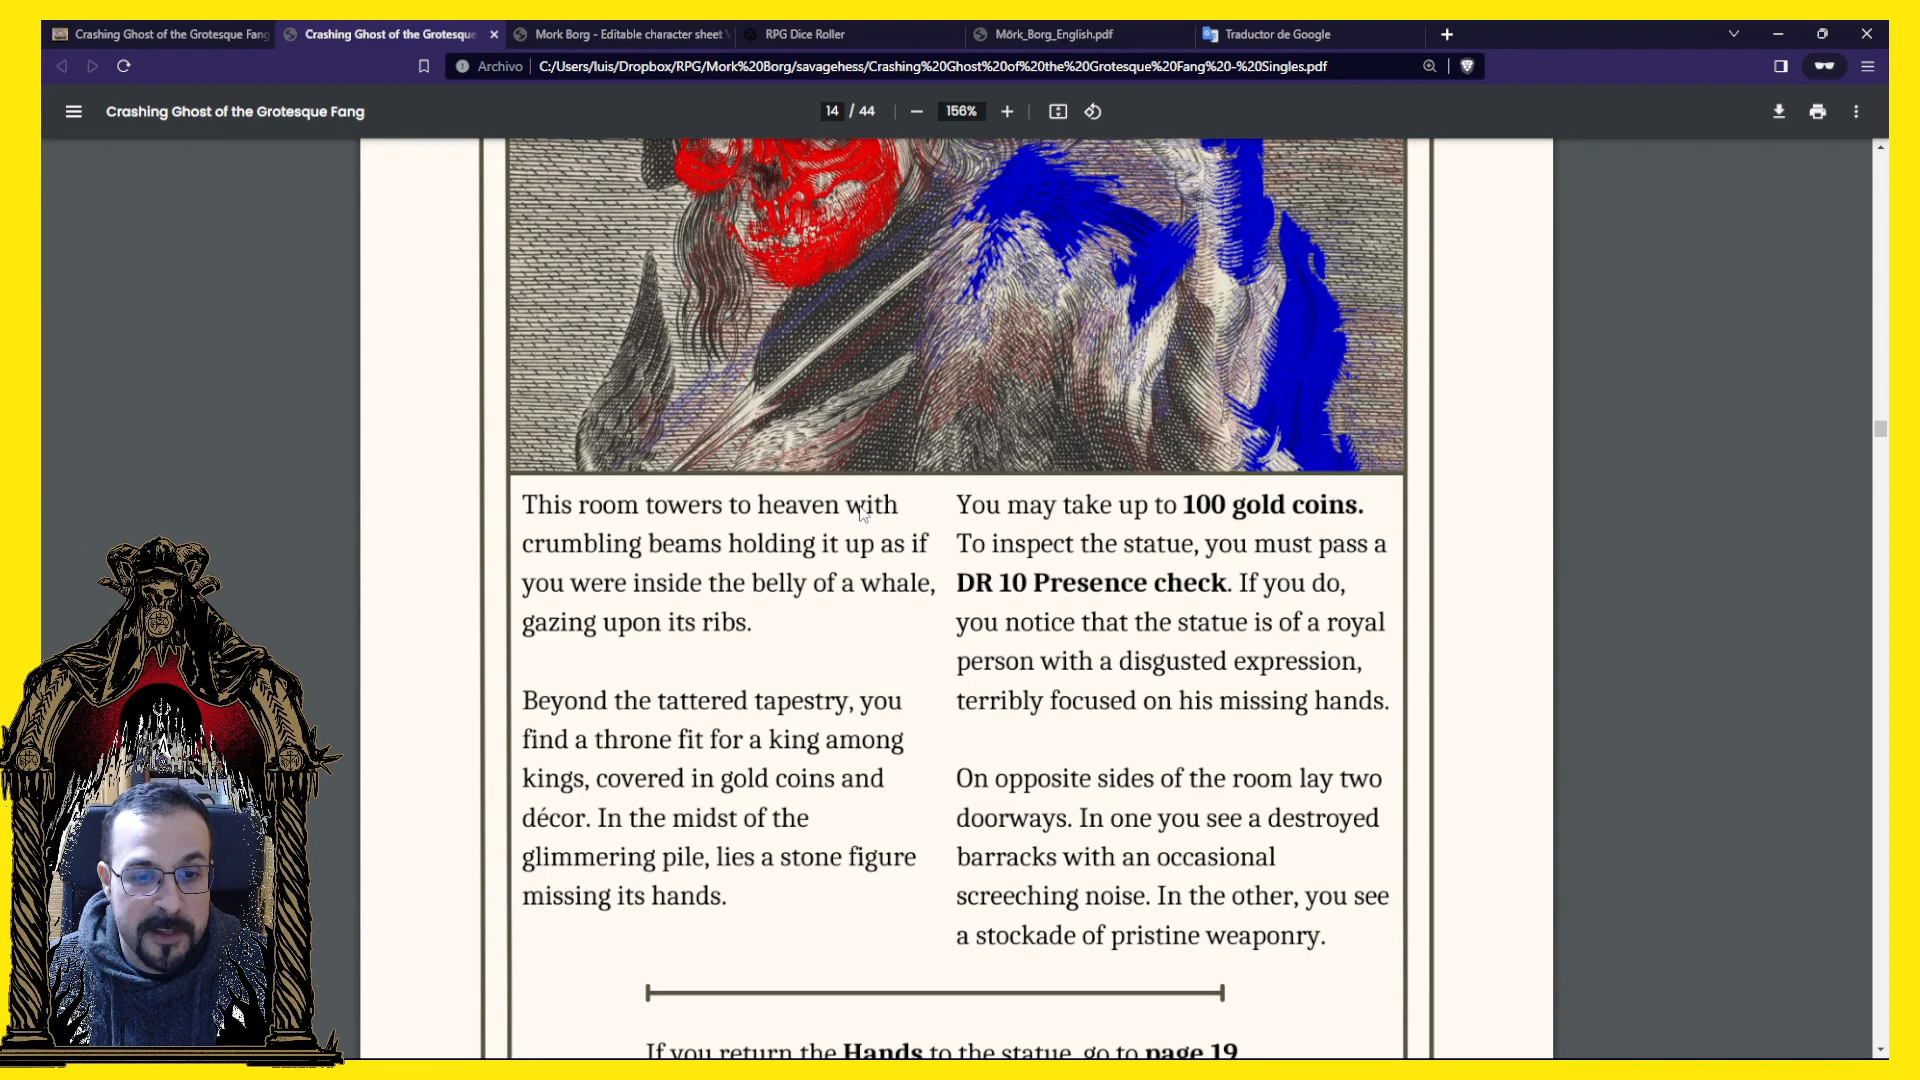 Crashing Ghost of the Grotesque Fang
Crashing Ghost of the Grotesque
Mork Borg - Editable character sheet
RPG Dice Roller
Mörk_Borg_English.pdf
Traductor de Google
Archivo
C:/Users/luis/Dropbox/RPG/Mork%20Borg/savagehess/Crashing%20Ghost%20of%20the%20Grotesque%20Fang%20-%20Singles.pdf
Crashing Ghost of the Grotesque Fang
14 / 44
156%
This room towers to heaven with
crumbling beams holding it up as if
you were inside the belly of a whale,
gazing upon its ribs.
Beyond the tattered tapestry, you
find a throne fit for a king among
kings, covered in gold coins and
décor. In the midst of the
glimmering pile, lies a stone figure
missing its hands.
You may take up to 100 gold coins.
To inspect the statue, you must pass a
DR 10 Presence check. If you do,
you notice that the statue is of a royal
person with a disgusted expression,
terribly focused on his missing hands.
On opposite sides of the room lay two
doorways. In one you see a destroyed
barracks with an occasional
screeching noise. In the other, you see
a stockade of pristine weaponry.
If you return the Hands to the statue, go to page 19